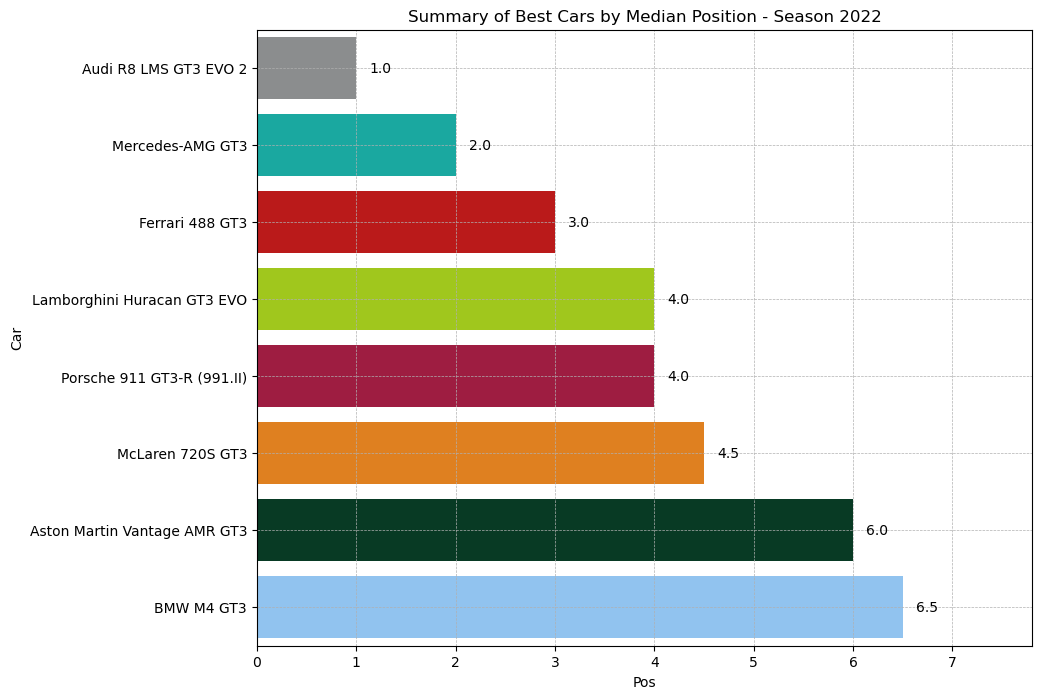 Summary of Best Cars by Median Position - Season 2022
Audi R8 LMS GT3 EVO 2
1.0
Mercedes-AMG GT3
2.0
Ferrari 488 GT3
3.0
Lamborghini Huracan GT3 EVO
4.0
Car
Porsche 911 GT3-R (991.II)
4.0
McLaren 720S GT3
4.5
Aston Martin Vantage AMR GT3
6.0
BMW M4 GT3
6.5
0 1 2 3 4 5 6 7
Pos